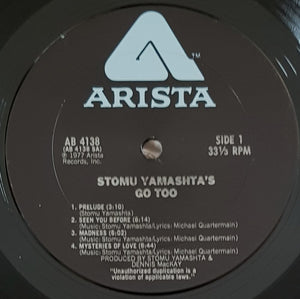 ™
ARISTA
AB 4138
(AB 4138 SA)
℗ 1977 Arista
Records, Inc.
SIDE 1
33⅓ RPM
STOMU YAMASHTA'S
GO TOO
1. PRELUDE (3:10)
(Stomu Yamashta)
2. SEEN YOU BEFORE (6:14)
(Music: Stomu Yamashta/Lyrics: Michael Quartermain)
3. MADNESS (6:02)
(Music: Stomu Yamashta/Lyrics: Michael Quartermain)
4. MYSTERIES OF LOVE (6:44)
(Music: Stomu Yamashta/Lyrics: Michael Quartermain)
PRODUCED BY STOMU YAMASHTA &
DENNIS MacKAY
"Unauthorized duplication is a
violation of applicable laws."